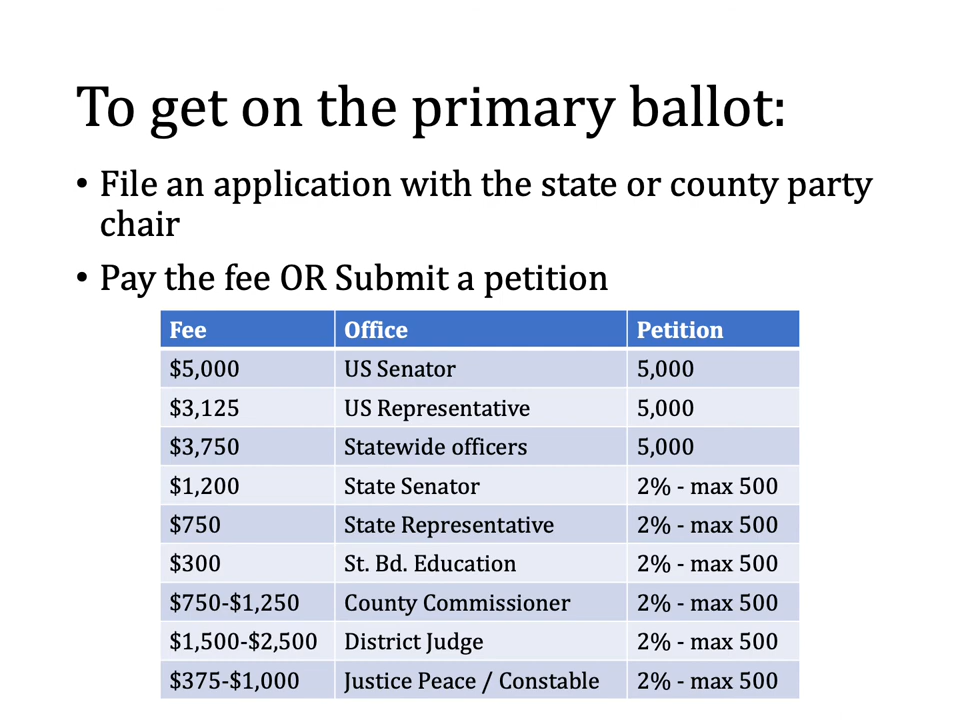 To get on the primary ballot:
• File an application with the state or county party
chair
• Pay the fee OR Submit a petition
Fee Office Petition
$5,000 US Senator 5,000
$3,125 US Representative 5,000
$3,750 Statewide officers 5,000
$1,200 State Senator 2% - max 500
$750 State Representative 2% - max 500
$300 St. Bd. Education 2% - max 500
$750-$1,250 County Commissioner 2% - max 500
$1,500-$2,500 District Judge 2% - max 500
$375-$1,000 Justice Peace / Constable 2% - max 500